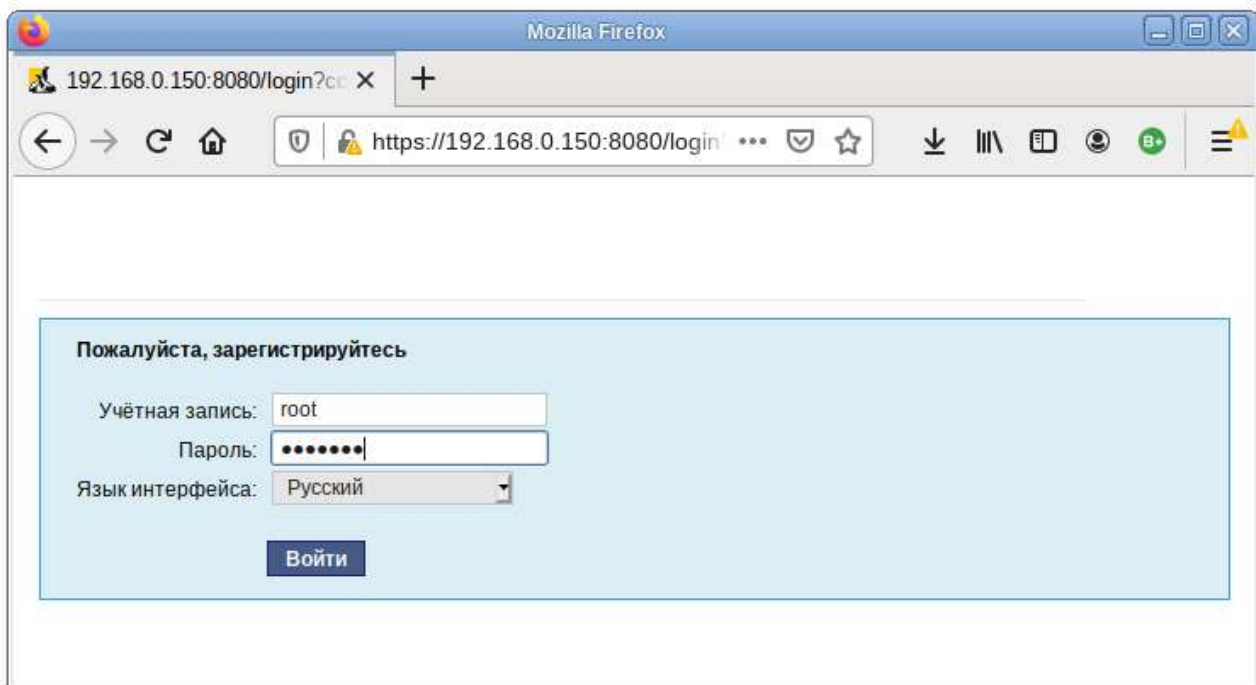 Mozilla Firefox
192.168.0.150:8080/login?co
https://192.168.0.150:8080/login
B+
Пожалуйста, зарегистрируйтесь
Учётная запись: root
Пароль: •••••••
Язык интерфейса: Русский
Войти